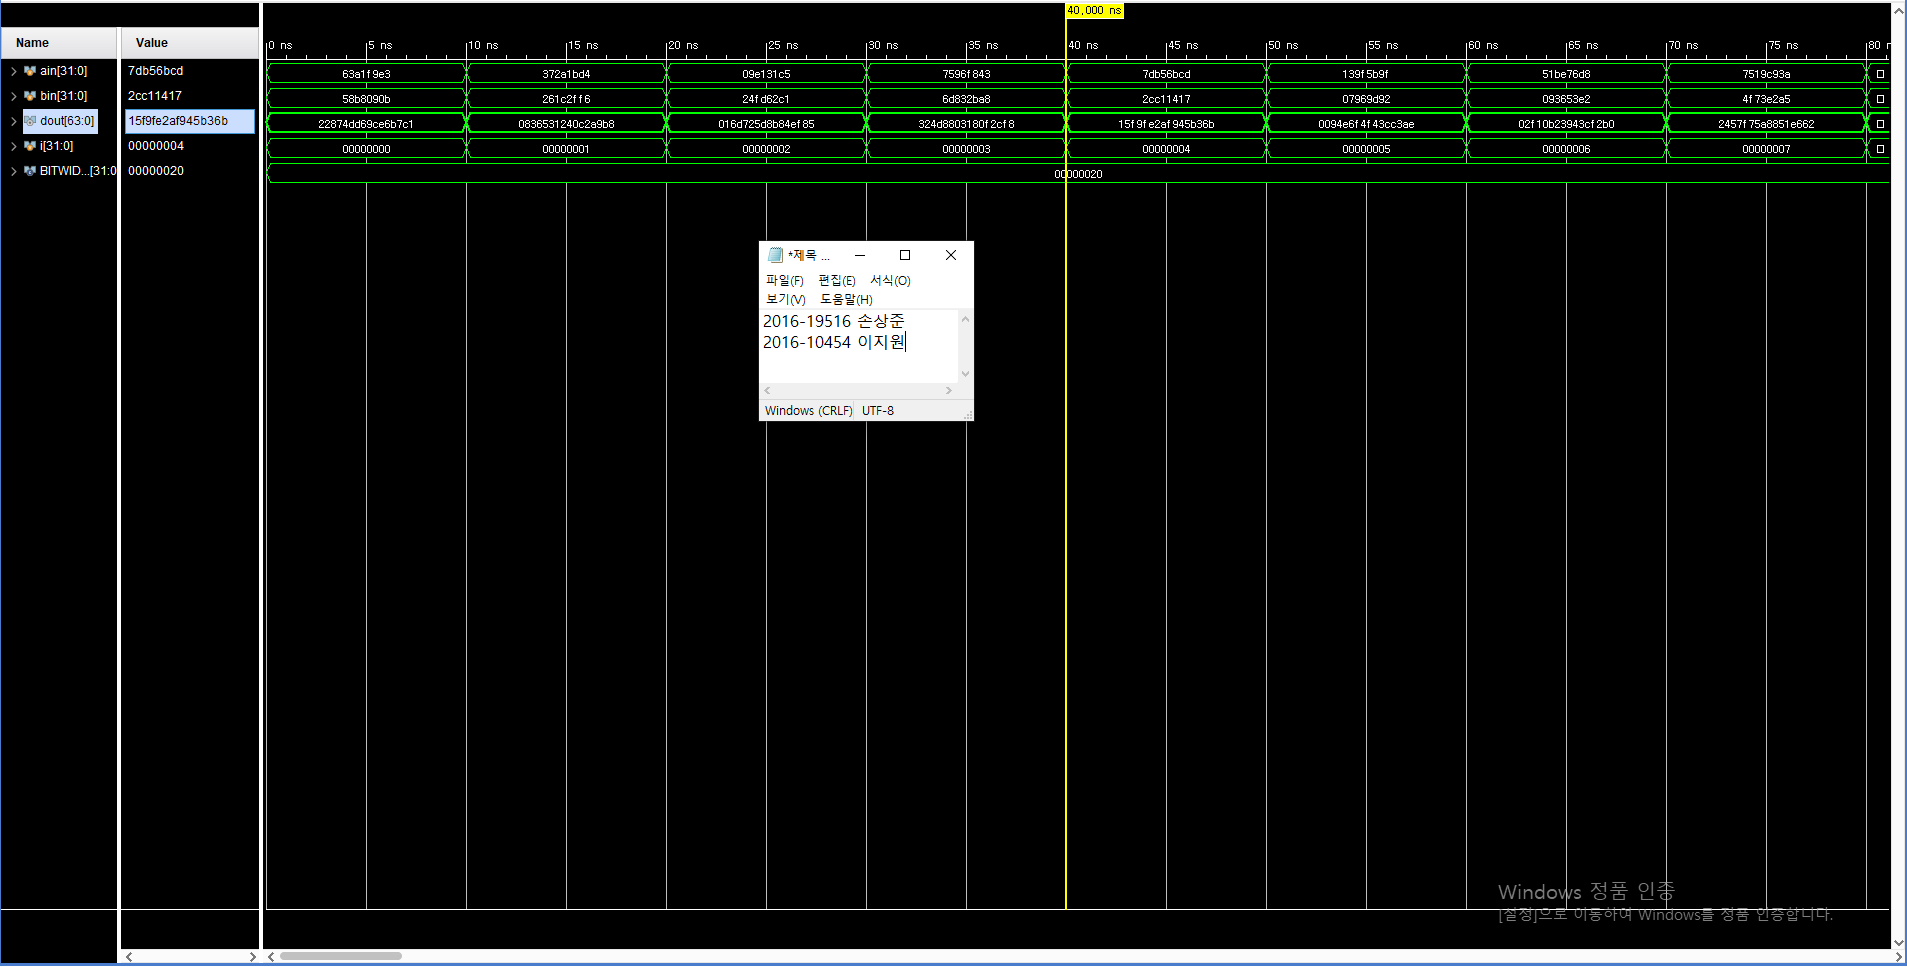 40,000 ns
Name Value
0 ns 5 ns 10 ns 15 ns 20 ns 25 ns 30 ns 35 ns 40 ns 45 ns 50 ns 55 ns 60 ns 65 ns 70 ns 75 ns 80 n
ain[31:0] 7db56bcd 63a1f9e3 372a1bd4 09e131c5 7596f843 7db56bcd 139f5b9f 51be76d8 7519c93a
bin[31:0] 2cc11417 58b8090b 261c2ff6 24fd62c1 6d832ba8 2cc11417 07969d92 093653e2 4f73e2a5
dout[63:0] 15f9fe2af945b36b 22874dd69ce6b7c1 0836531240c2a9b8 016d725d8b84ef85 324d8803180f2cf8 15f9fe2af945b36b 0094e6f4f43cc3ae 02f10b23943cf2b0 2457f75a8851e662
i[31:0] 00000004 00000000 00000001 00000002 00000003 00000004 00000005 00000006 00000007
BITWID...[31:0 00000020 00000020
*제목 ...
파일(F) 편집(E) 서식(O)
보기(V) 도움말(H)
2016-19516 손상준
2016-10454 이지원
Windows (CRLF) UTF-8
Windows 정품 인증
[설정]으로 이동하여 Windows를 정품 인증합니다.